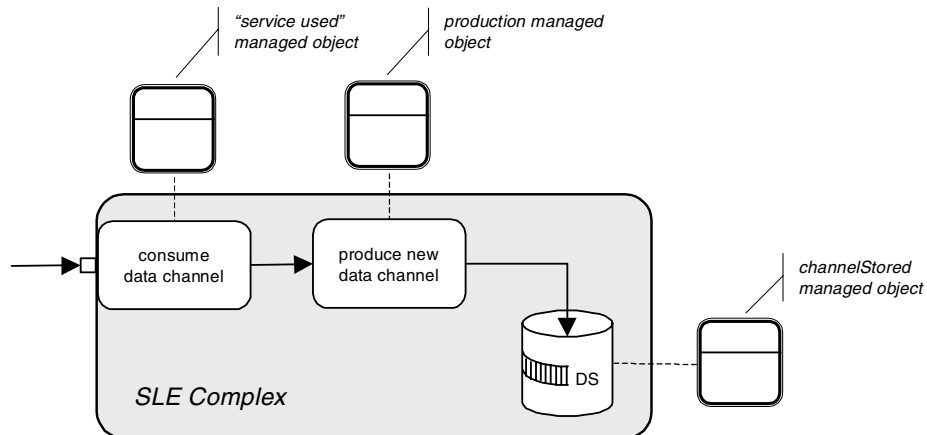 “service used”
managed object
production managed
object
consume
data channel
produce new
data channel
channelStored
managed object
DS
SLE Complex